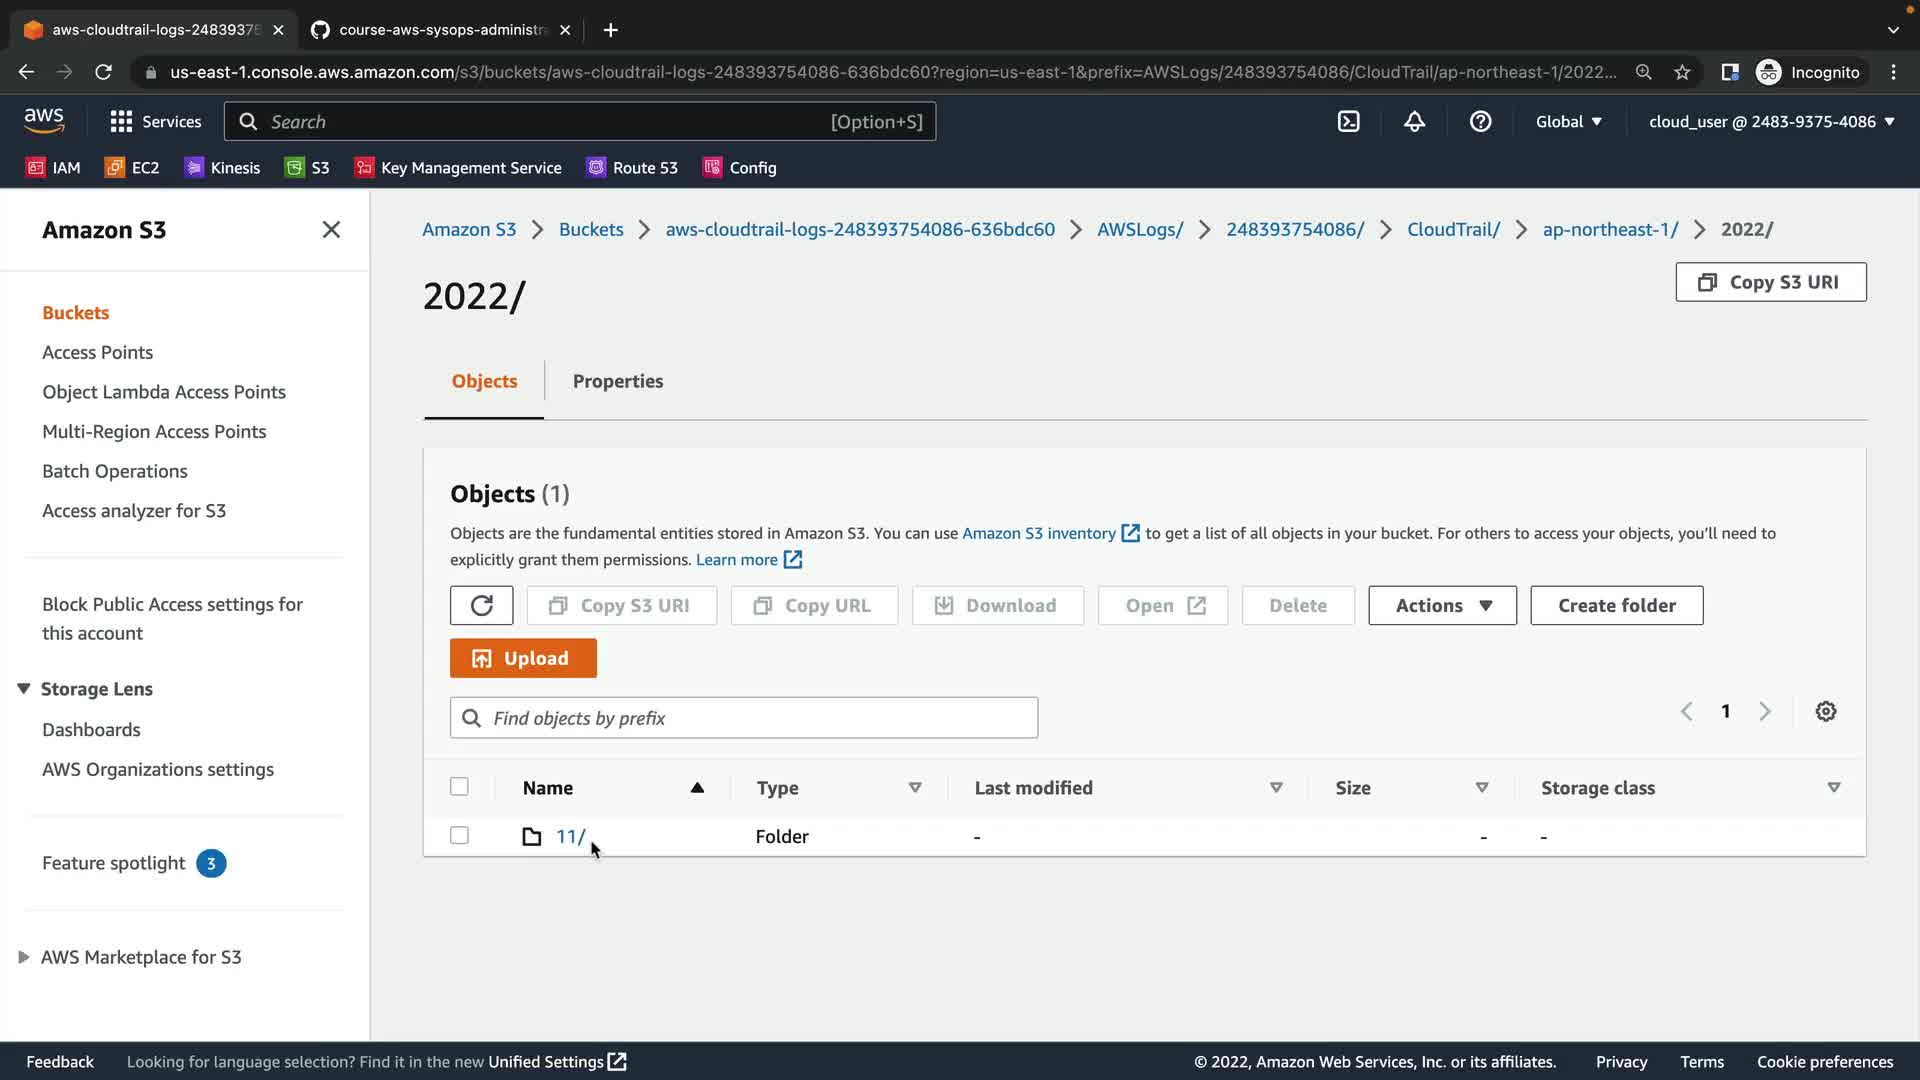 aws-cloudtrail-logs-24839375
course-aws-sysops-administra
us-east-1.console.aws.amazon.com/s3/buckets/aws-cloudtrail-logs-248393754086-636bdc60?region=us-east-1&prefix=AWSLogs/248393754086/CloudTrail/ap-northeast-1/2022...
Incognito
aws
Services
Search
[Option+S]
Global
cloud_user @ 2483-9375-4086
IAM
EC2
Kinesis
S3
Key Management Service
Route 53
Config
Amazon S3
Buckets
Access Points
Object Lambda Access Points
Multi-Region Access Points
Batch Operations
Access analyzer for S3
Block Public Access settings for
this account
Storage Lens
Dashboards
AWS Organizations settings
Feature spotlight 3
AWS Marketplace for S3
Amazon S3 > Buckets > aws-cloudtrail-logs-248393754086-636bdc60 > AWSLogs/ > 248393754086/ > CloudTrail/ > ap-northeast-1/ > 2022/
2022/
Copy S3 URI
Objects
Properties
Objects (1)
Objects are the fundamental entities stored in Amazon S3. You can use Amazon S3 inventory to get a list of all objects in your bucket. For others to access your objects, you'll need to
explicitly grant them permissions. Learn more
Copy S3 URI
Copy URL
Download
Open
Delete
Actions
Create folder
Upload
Find objects by prefix
1
Name
Type
Last modified
Size
Storage class
11/
Folder
-
-
-
Feedback
Looking for language selection? Find it in the new Unified Settings
© 2022, Amazon Web Services, Inc. or its affiliates.
Privacy
Terms
Cookie preferences